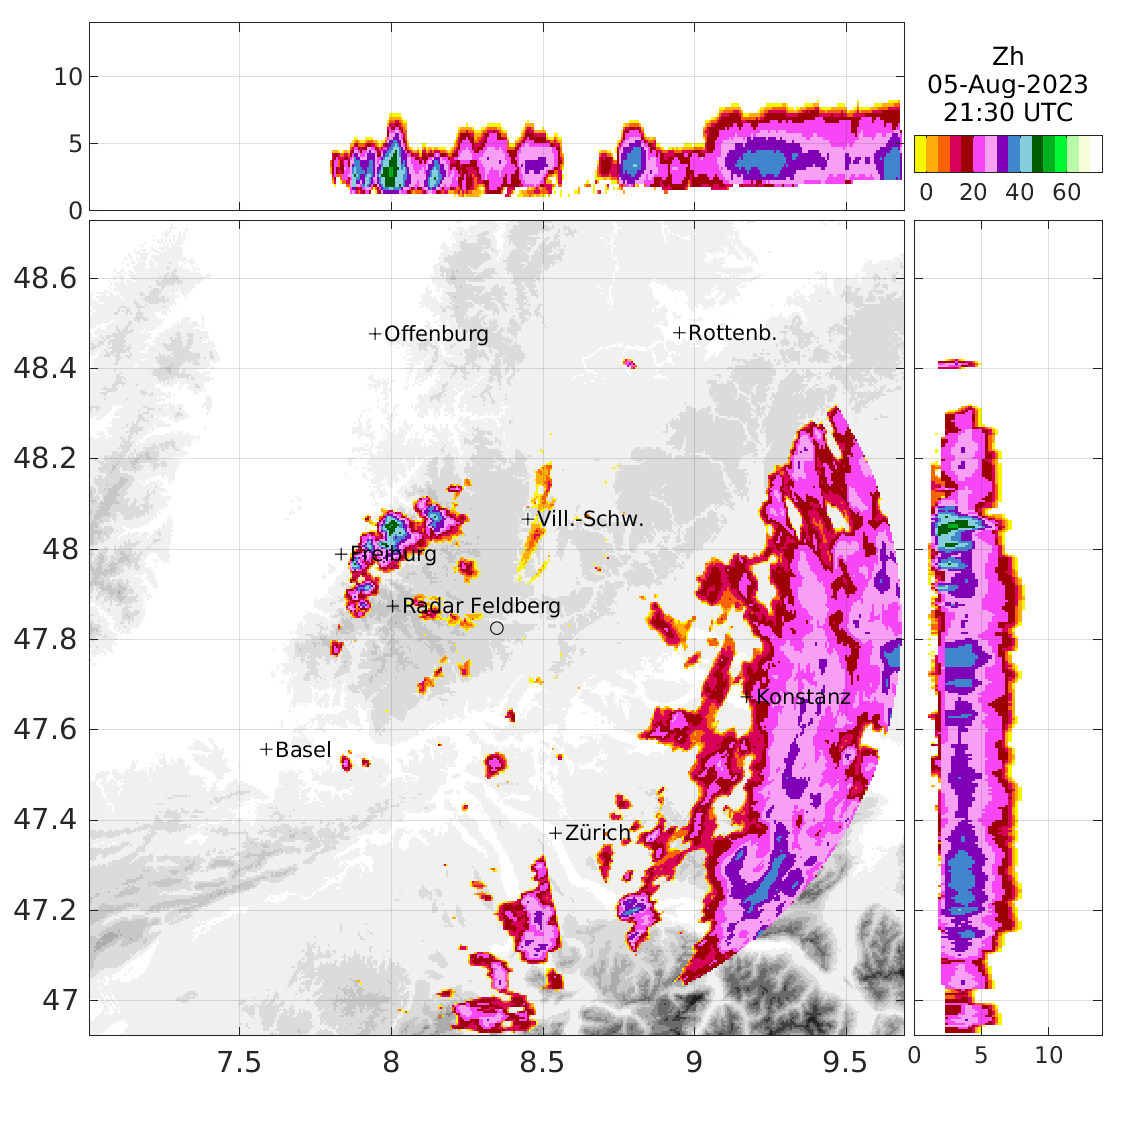 10
5
0
Zh
05-Aug-2023
21:30 UTC
0 20 40 60
48.6
48.4
48.2
48
47.8
47.6
47.4
47.2
47
+Offenburg
+Rottenb.
+Vill.-Schw.
+Freiburg
+Radar Feldberg
+Konstanz
+Basel
+Zürich
7.5 8 8.5 9 9.5
0 5 10